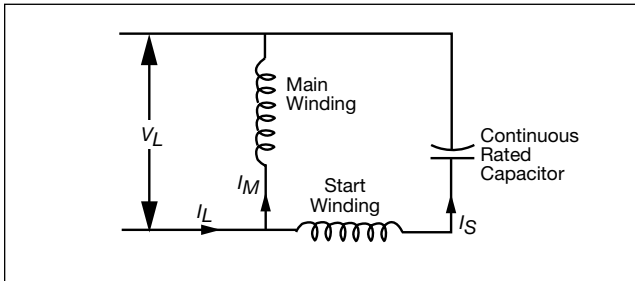 Main
Winding
V_L
Continuous
Rated
Capacitor
I_M
Start
Winding
I_L
I_S